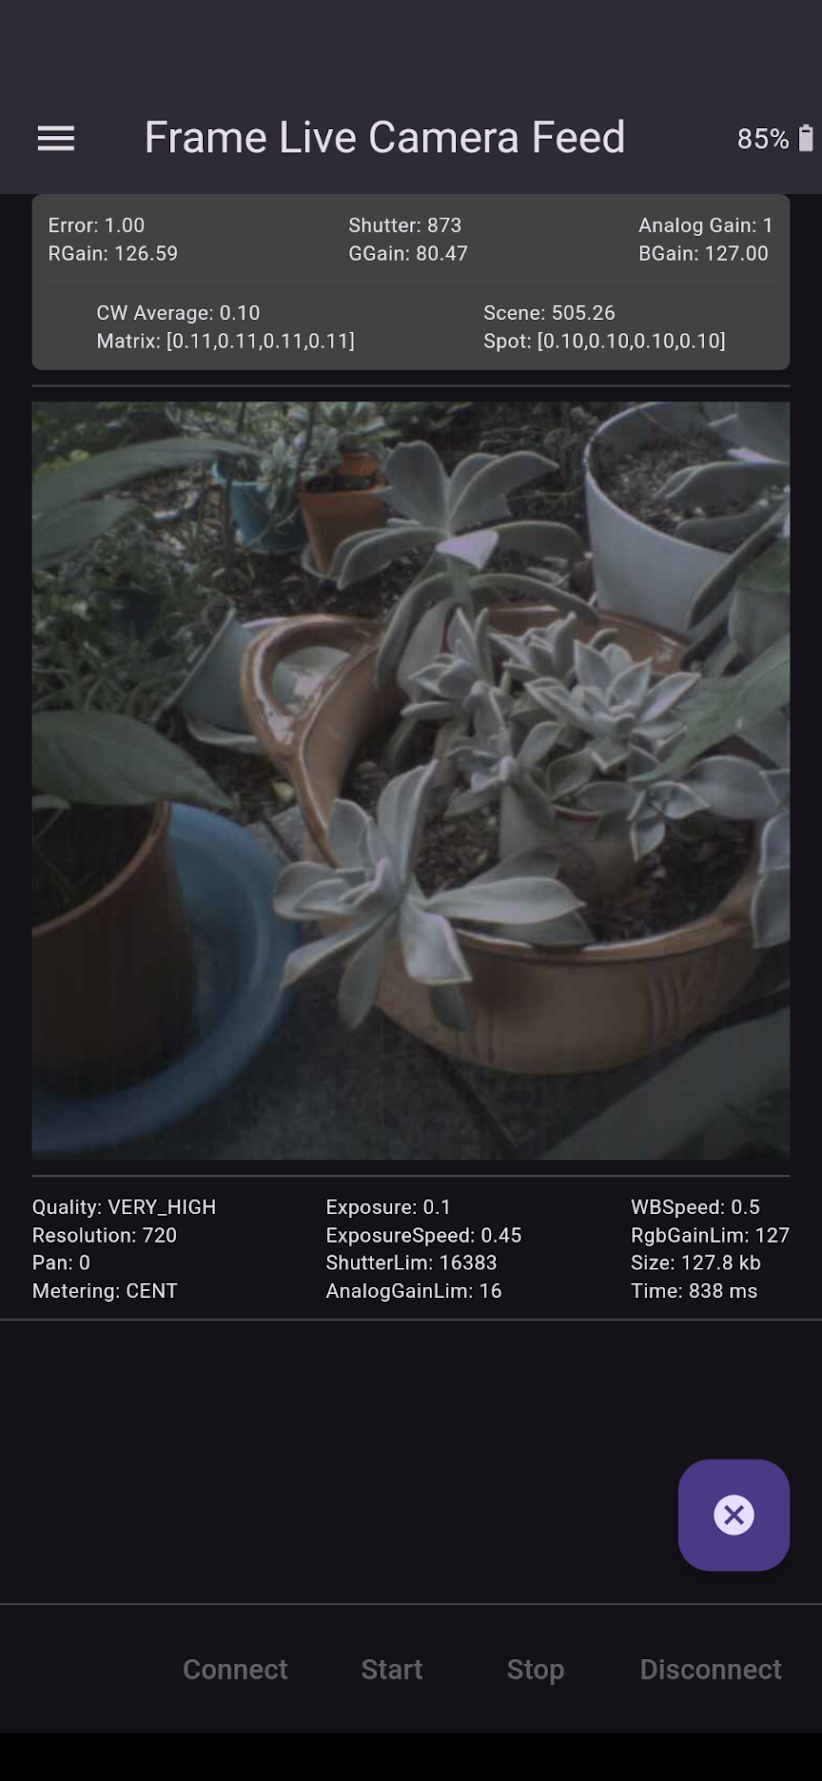 Frame Live Camera Feed 85%
Error: 1.00 Shutter: 873 Analog Gain: 1
RGain: 126.59 GGain: 80.47 BGain: 127.00
CW Average: 0.10 Scene: 505.26
Matrix: [0.11,0.11,0.11,0.11] Spot: [0.10,0.10,0.10,0.10]
Quality: VERY_HIGH Exposure: 0.1 WBSpeed: 0.5
Resolution: 720 ExposureSpeed: 0.45 RgbGainLim: 127
Pan: 0 ShutterLim: 16383 Size: 127.8 kb
Metering: CENT AnalogGainLim: 16 Time: 838 ms
Connect Start Stop Disconnect